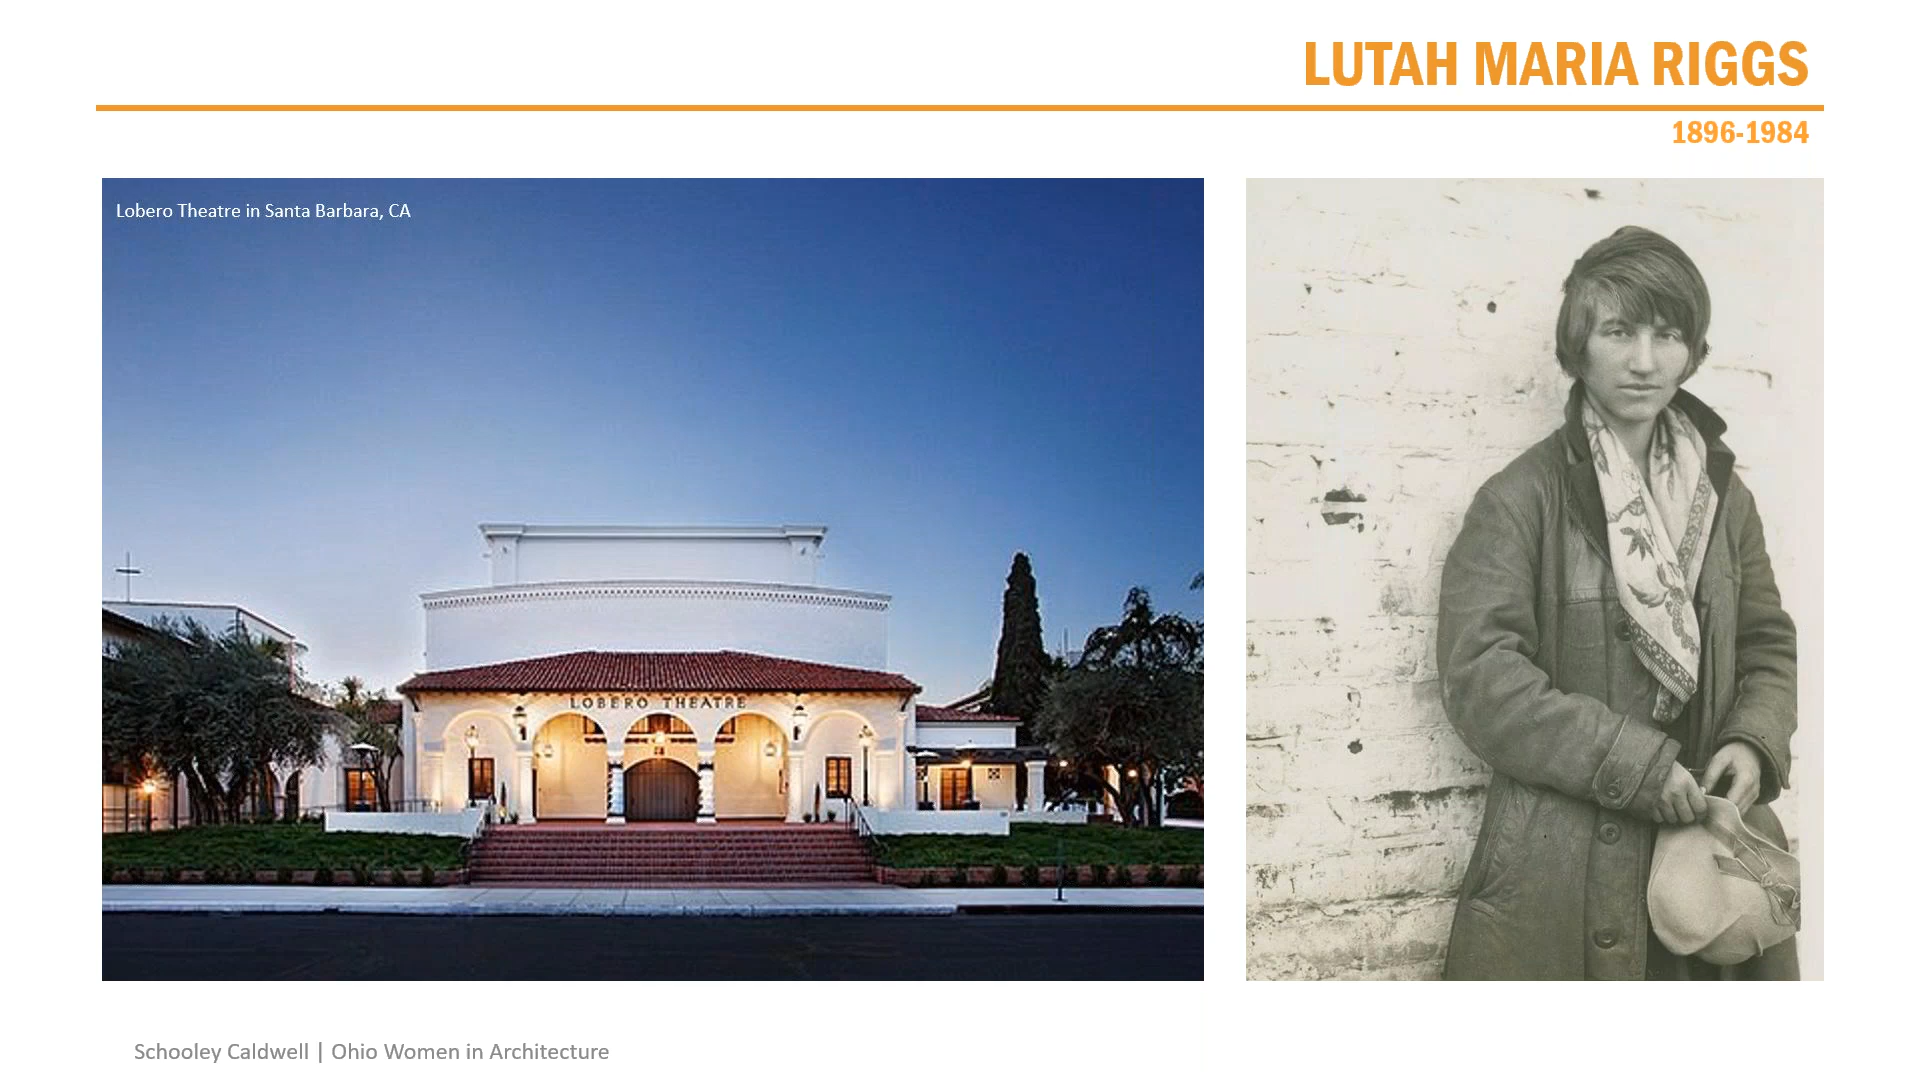 LUTAH MARIA RIGGS
1896-1984
Lobero Theatre in Santa Barbara, CA
LOBERO THEATRE
Schooley Caldwell | Ohio Women in Architecture